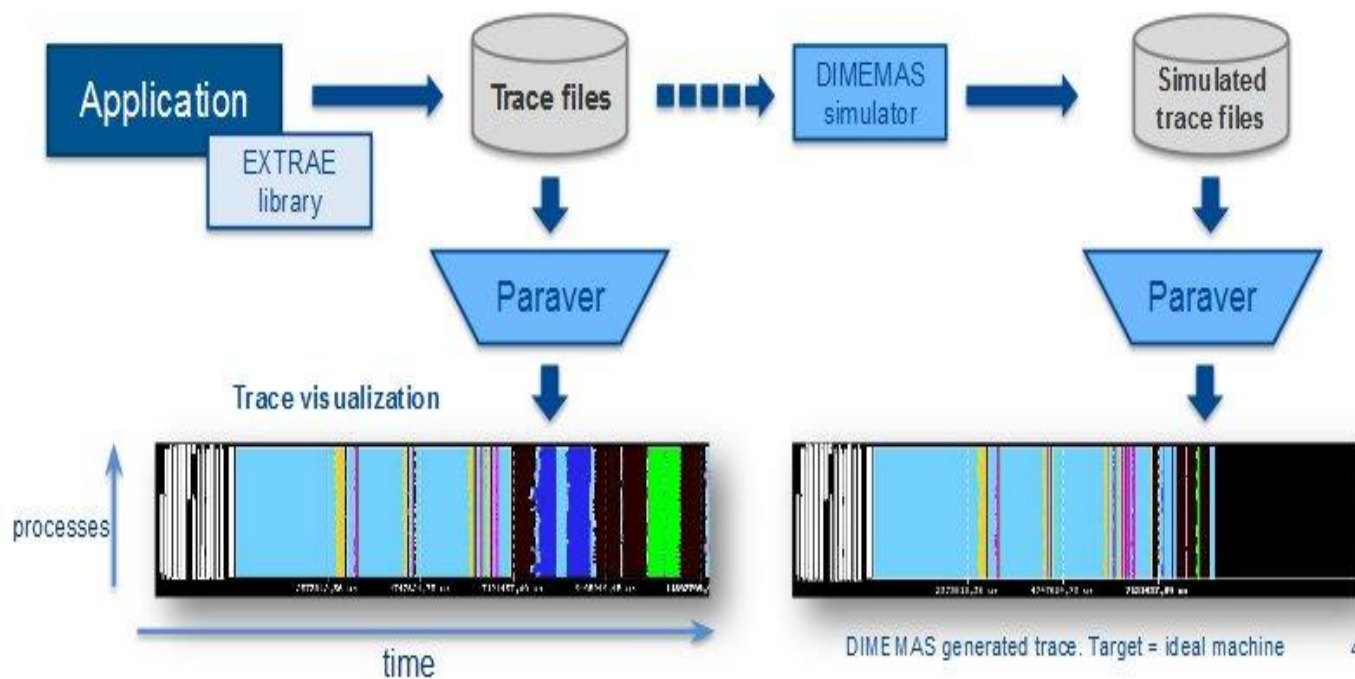 Application
EXTRAE
library
Trace files
DIMEMAS
simulator
Simulated
trace files
Paraver
Paraver
Trace visualization
processes
time
DIMEMAS generated trace. Target = ideal machine